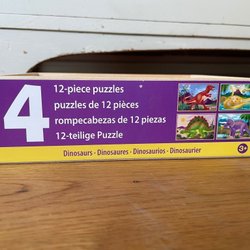 4
12-piece puzzles
puzzles de 12 pièces
rompecabezas de 12 piezas
12-teilige Puzzle
Dinosaurs · Dinosaures · Dinosaurios · Dinosaurier
3+